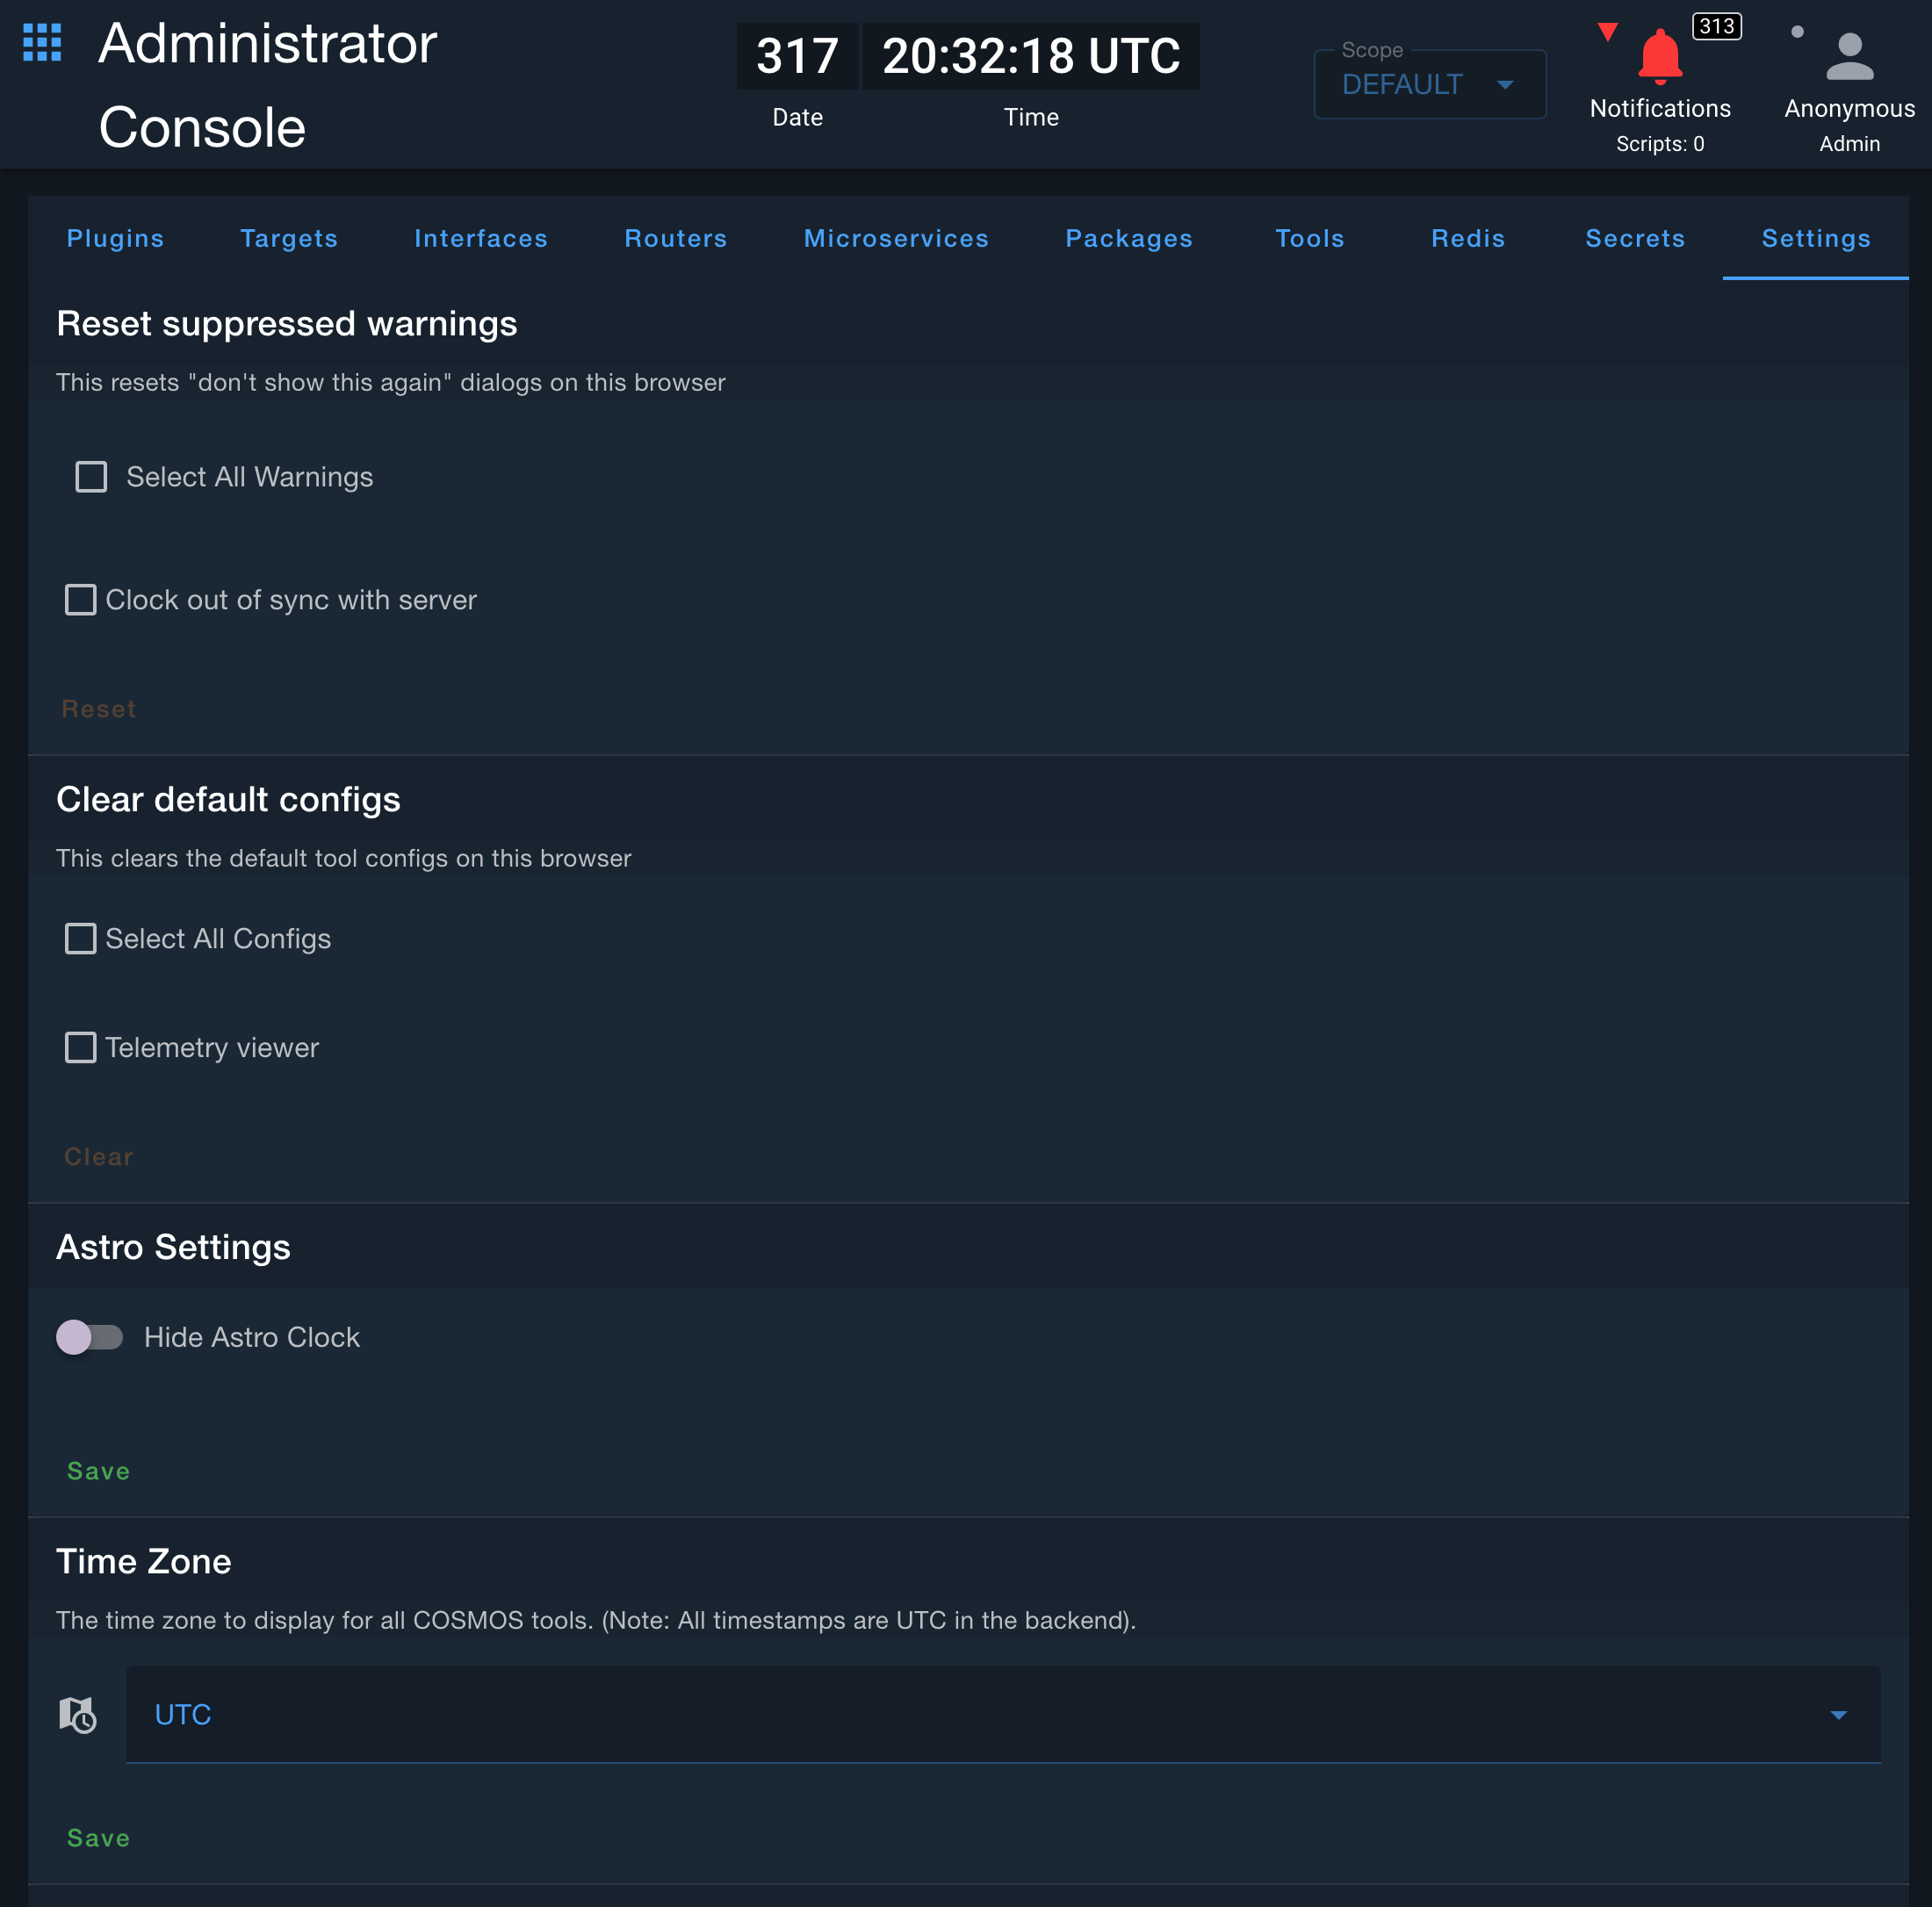 Administrator
Console
317
20:32:18 UTC
Date
Time
Scope
DEFAULT
313
Notifications
Scripts: 0
Anonymous
Admin
Plugins
Targets
Interfaces
Routers
Microservices
Packages
Tools
Redis
Secrets
Settings
Reset suppressed warnings
This resets "don't show this again" dialogs on this browser
Select All Warnings
Clock out of sync with server
Reset
Clear default configs
This clears the default tool configs on this browser
Select All Configs
Telemetry viewer
Clear
Astro Settings
Hide Astro Clock
Save
Time Zone
The time zone to display for all COSMOS tools. (Note: All timestamps are UTC in the backend).
UTC
Save